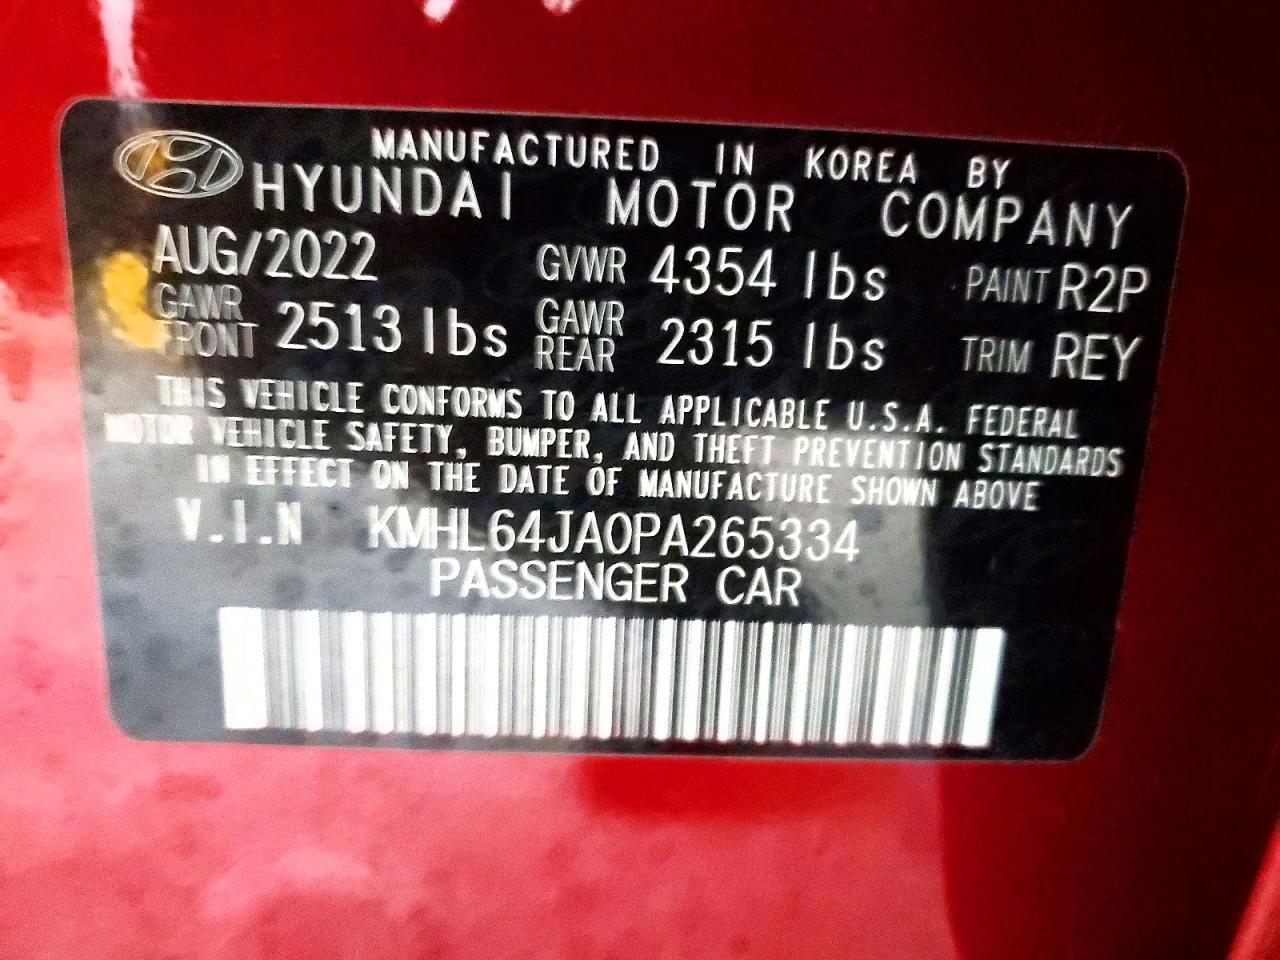 MANUFACTURED IN KOREA BY
HYUNDAI MOTOR COMPANY
AUG/2022 GVWR 4354 lbs PAINT R2P
GAWR FRONT 2513 lbs GAWR REAR 2315 lbs TRIM REY
THIS VEHICLE CONFORMS TO ALL APPLICABLE U.S.A. FEDERAL
MOTOR VEHICLE SAFETY, BUMPER, AND THEFT PREVENTION STANDARDS
IN EFFECT ON THE DATE OF MANUFACTURE SHOWN ABOVE
V.I.N KMHL64JA0PA265334
PASSENGER CAR